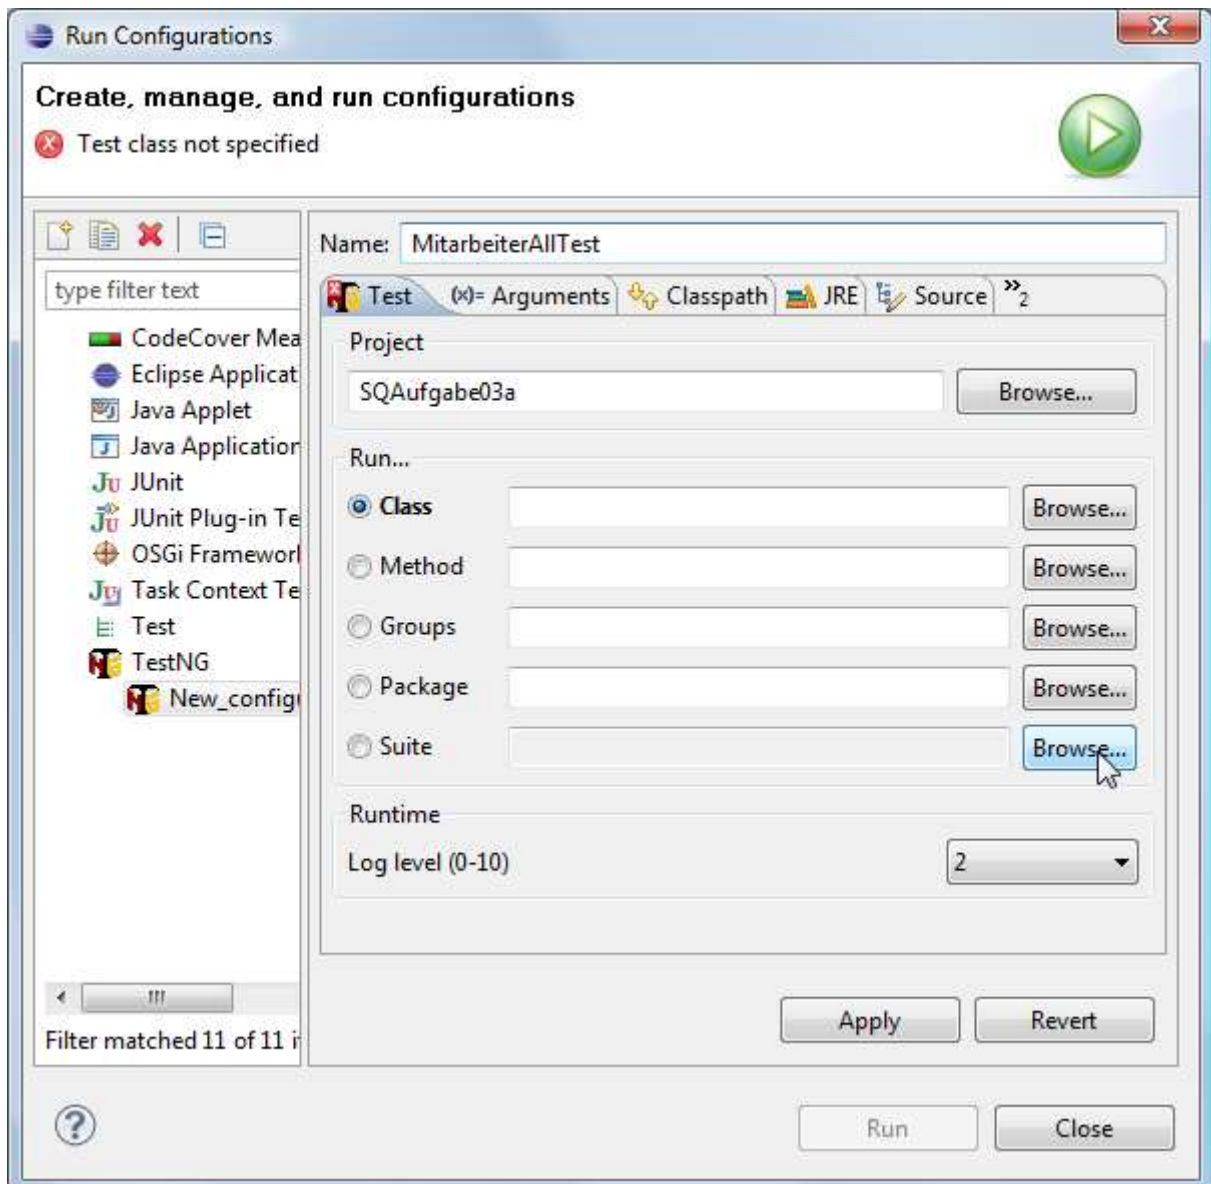 Run Configurations
Create, manage, and run configurations
Test class not specified
type filter text
CodeCover Mea
Eclipse Applicat
Java Applet
Java Application
JUnit
JUnit Plug-in Te
OSGi Framework
Task Context Te
Test
TestNG
New_configu
Filter matched 11 of 11 i
Name: MitarbeiterAllTest
Test (x)= Arguments Classpath JRE Source »2
Project
SQAufgabe03a Browse...
Run...
Class Browse...
Method Browse...
Groups Browse...
Package Browse...
Suite Browse...
Runtime
Log level (0-10) 2
Apply Revert
? Run Close